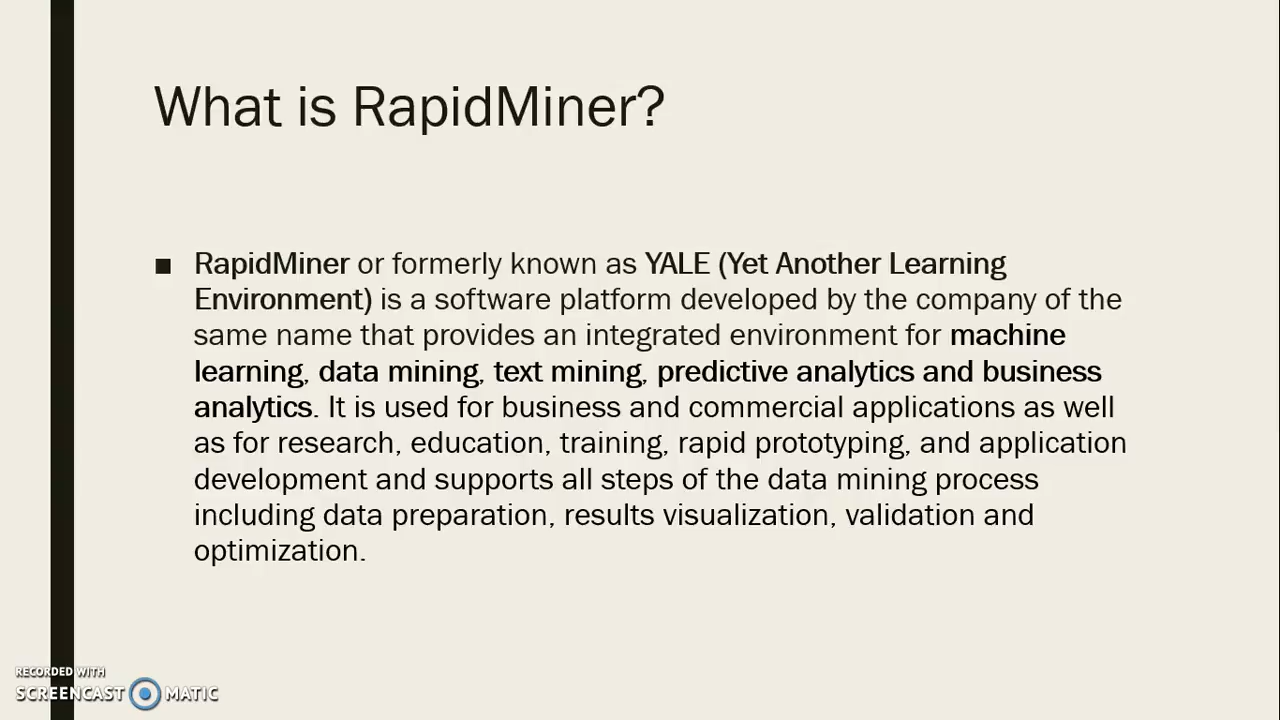 What is RapidMiner?
■ RapidMiner or formerly known as YALE (Yet Another Learning
Environment) is a software platform developed by the company of the
same name that provides an integrated environment for machine
learning, data mining, text mining, predictive analytics and business
analytics. It is used for business and commercial applications as well
as for research, education, training, rapid prototyping, and application
development and supports all steps of the data mining process
including data preparation, results visualization, validation and
optimization.
RECORDED WITH
SCREENCAST MATIC